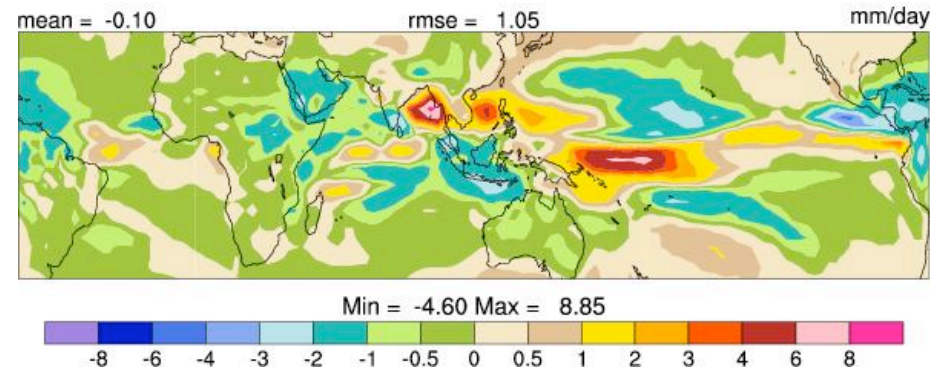 mean = -0.10 rmse = 1.05 mm/day
Min = -4.60 Max = 8.85
-8 -6 -4 -3 -2 -1 -0.5 0 0.5 1 2 3 4 6 8